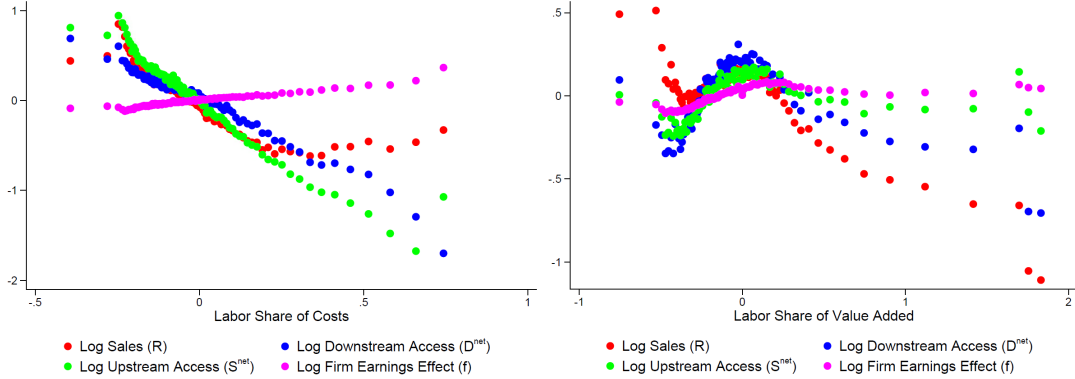 1
0
-1
-2
-.5
0
.5
1
Labor Share of Costs
Log Sales (R)
Log Downstream Access (D^net)
Log Upstream Access (S^net)
Log Firm Earnings Effect (f)
.5
0
-.5
-1
-1
0
1
2
Labor Share of Value Added
Log Sales (R)
Log Downstream Access (D^net)
Log Upstream Access (S^net)
Log Firm Earnings Effect (f)